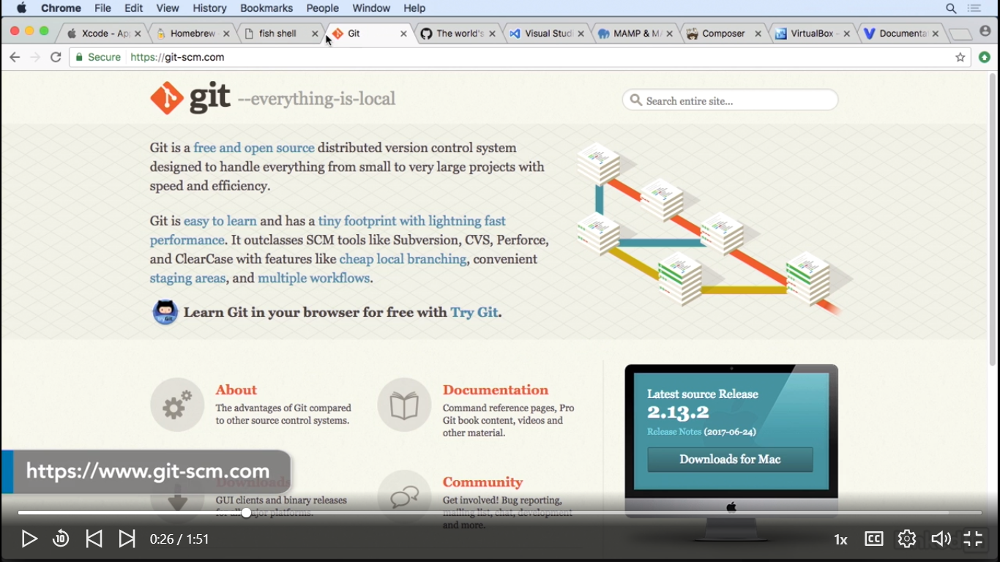 Chrome File Edit View History Bookmarks People Window Help
Xcode - Ap
Homebrew
fish shell
Git
The world's
Visual Studi
MAMP & MA
Composer
VirtualBox –
Documenta
Secure https://git-scm.com
git --everything-is-local
Search entire site...
Git is a free and open source distributed version control system
designed to handle everything from small to very large projects with
speed and efficiency.
Git is easy to learn and has a tiny footprint with lightning fast
performance. It outclasses SCM tools like Subversion, CVS, Perforce,
and ClearCase with features like cheap local branching, convenient
staging areas, and multiple workflows.
Learn Git in your browser for free with Try Git.
About
The advantages of Git compared
to other source control systems.
Documentation
Command reference pages, Pro
Git book content, videos and
other material.
Latest source Release
2.13.2
Release Notes (2017-06-24)
Downloads for Mac
https://www.git-scm.com
Downloads
GUI clients and binary releases
for all major platforms.
Community
Get involved! Bug reporting,
mailing list, chat, development
and more.
10
0:26 / 1:51
1x
CC